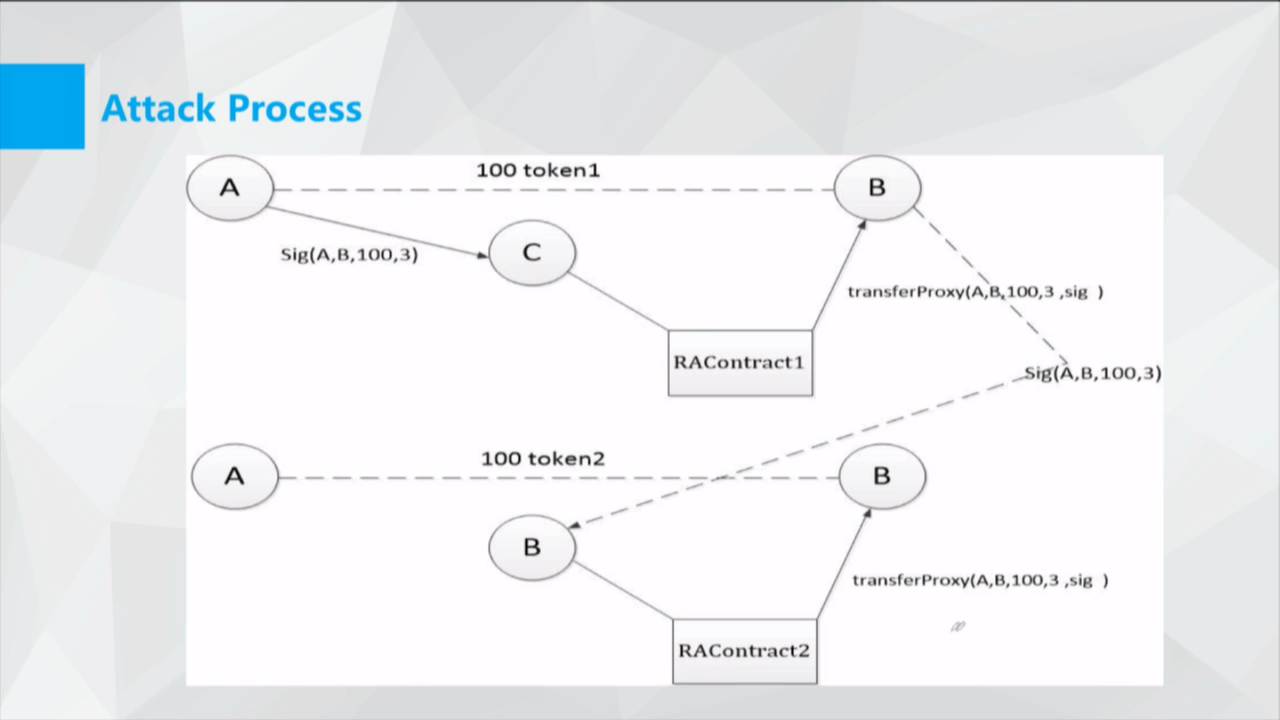 Attack Process
A
100 token1
B
Sig(A,B,100,3)
C
transferProxy(A,B,100,3 ,sig )
RAContract1
Sig(A,B,100,3)
A
100 token2
B
B
transferProxy(A,B,100,3 ,sig )
RAContract2